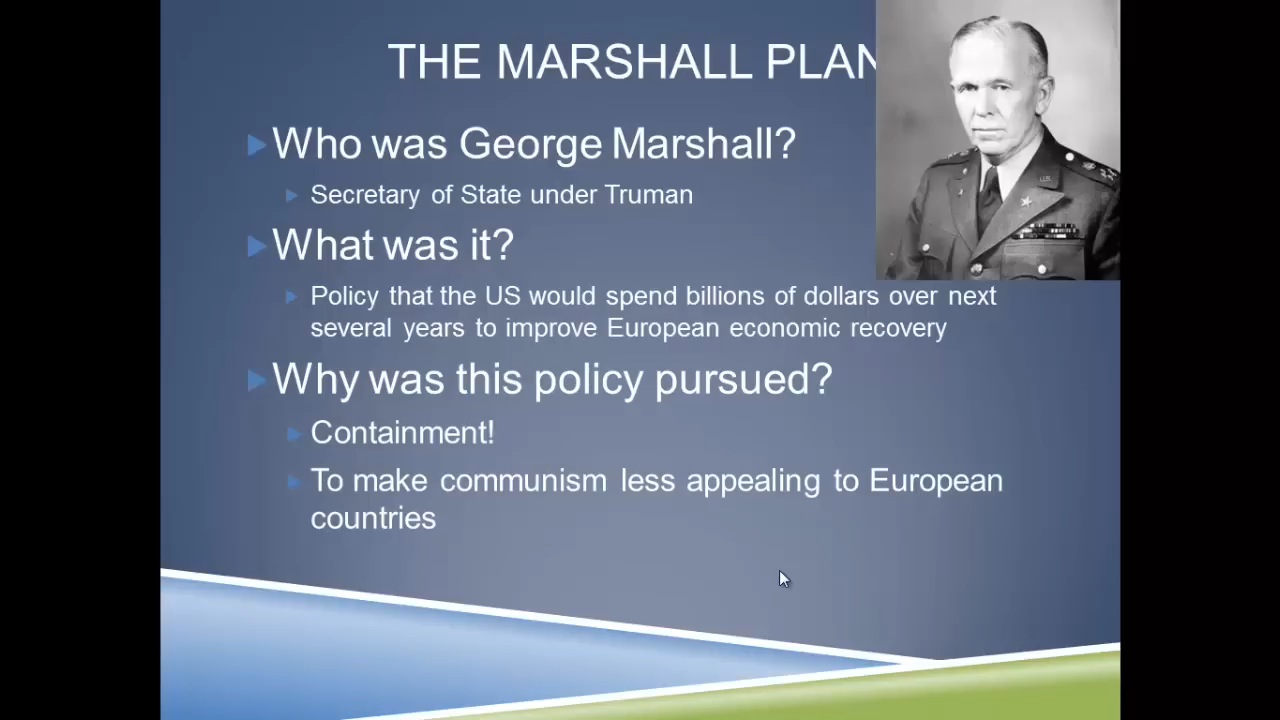 THE MARSHALL PLAN
Who was George Marshall?
Secretary of State under Truman
What was it?
Policy that the US would spend billions of dollars over next
several years to improve European economic recovery
Why was this policy pursued?
Containment!
To make communism less appealing to European
countries